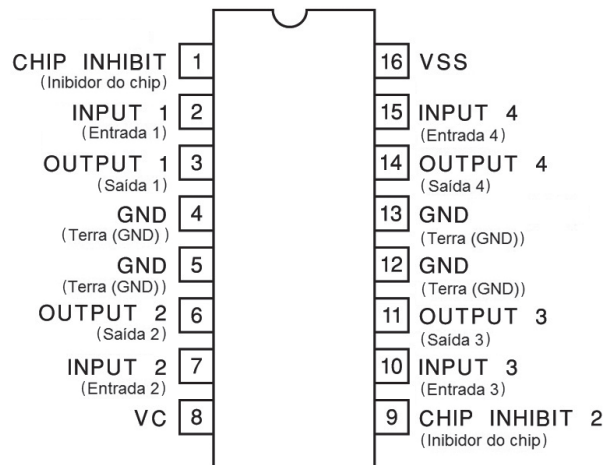 CHIP INHIBIT 1
(Inibidor do chip)
INPUT 1 2
(Entrada 1)
OUTPUT 1 3
(Saída 1)
GND 4
(Terra (GND) )
GND 5
(Terra (GND))
OUTPUT 2 6
(Saída 2)
INPUT 2 7
(Entrada 2)
VC 8
16 VSS
15 INPUT 4
(Entrada 4)
14 OUTPUT 4
(Saída 4)
13 GND
(Terra (GND))
12 GND
(Terra (GND))
11 OUTPUT 3
(Saída 3)
10 INPUT 3
(Entrada 3)
9 CHIP INHIBIT 2
(Inibidor do chip)